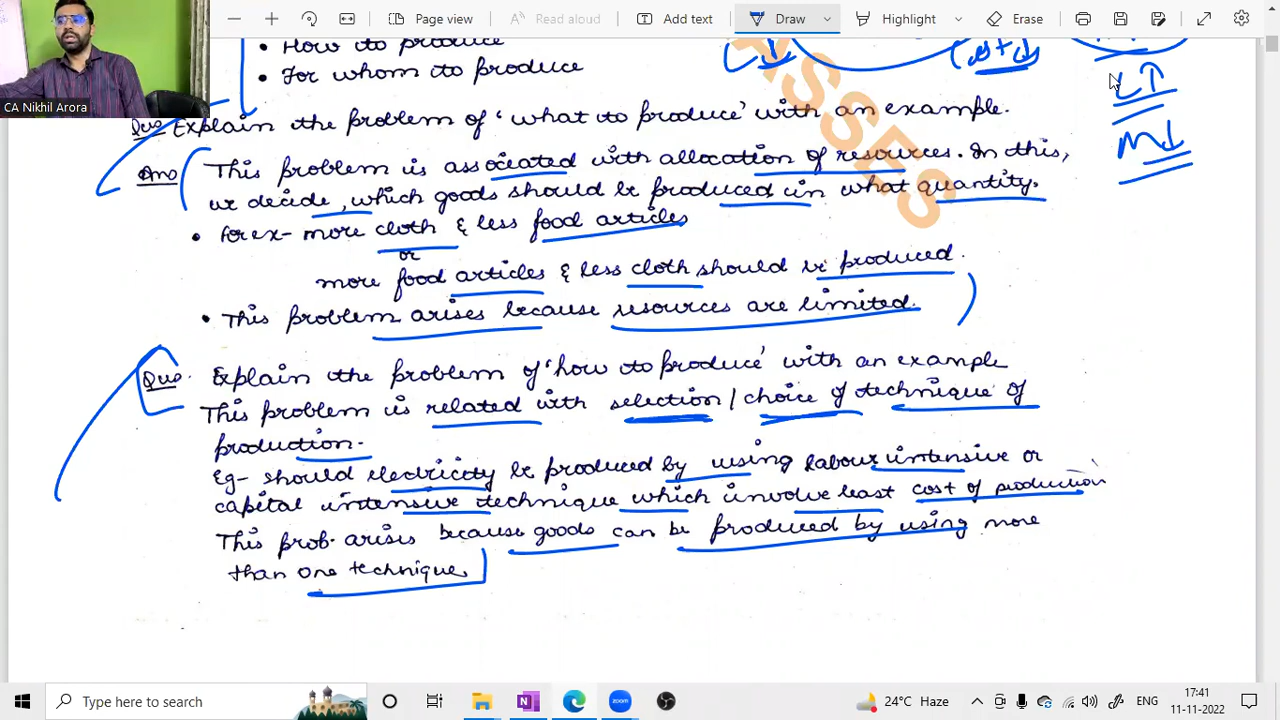 Page view
Read aloud
Add text
Draw
Highlight
Erase
CA Nikhil Arora
• How to produce
• For whom to produce
(L↓
(cost↓)
L↑
M↓
SSES
Que Explain the problem of 'what to produce' with an example.
Ans This problem is associated with allocation of resources. In this,
we decide, which goods should be produced in what quantity.
• For ex- more cloth & less food articles
or
more food articles & less cloth should be produced.
• This problem arises because resources are limited.
Que. Explain the problem of 'how to produce' with an example
This problem is related with selection / choice of technique of
production.
Eg- should electricity be produced by using labour intensive or
capital intensive technique which involve least cost of production
This prob. arises because goods can be produced by using more
than one technique
Type here to search
24°C Haze
ENG
17:41
11-11-2022